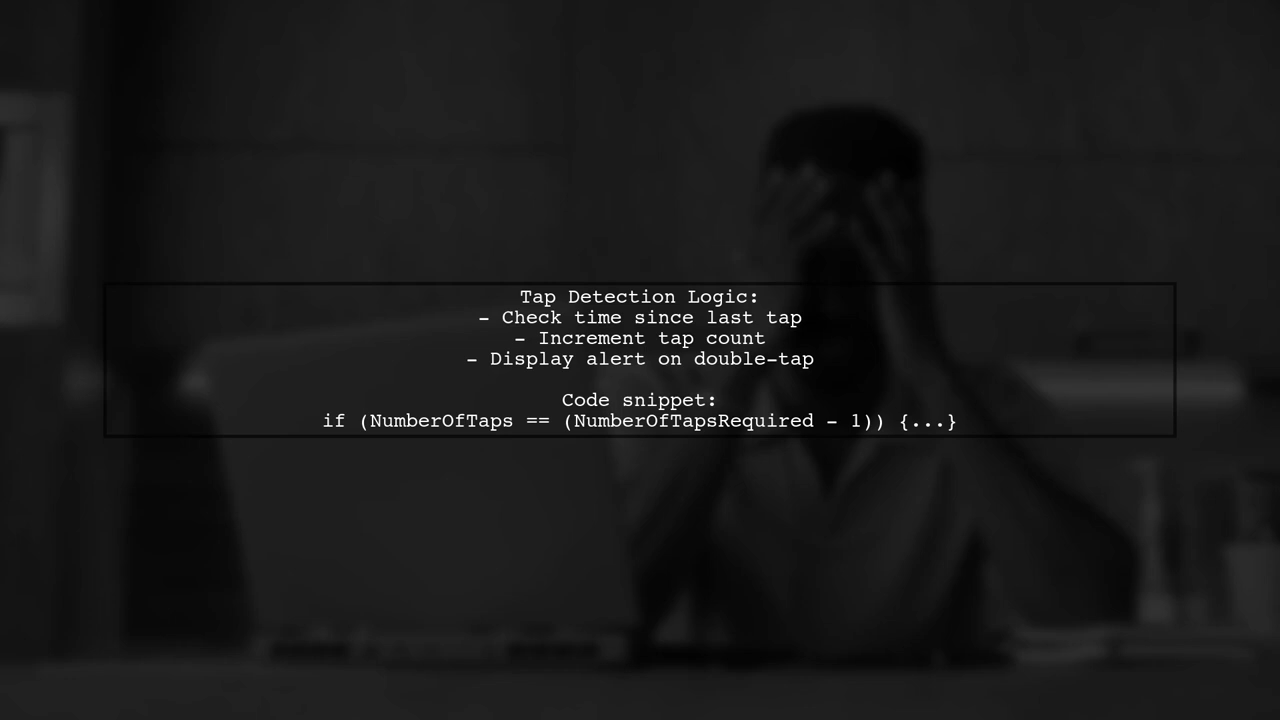 Tap Detection Logic:
- Check time since last tap
- Increment tap count
- Display alert on double-tap
Code snippet:
if (NumberOfTaps == (NumberOfTapsRequired - 1)) {...}